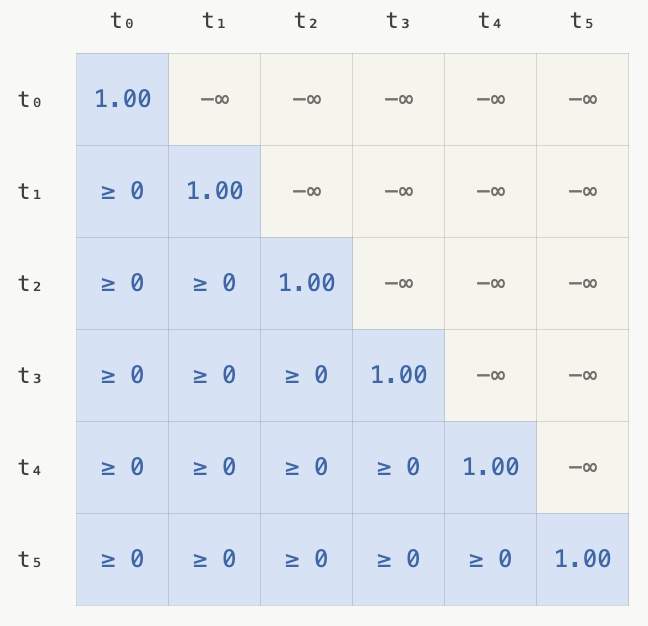 t₀ t₁ t₂ t₃ t₄ t₅
t₀ 1.00 −∞ −∞ −∞ −∞ −∞
t₁ ≥ 0 1.00 −∞ −∞ −∞ −∞
t₂ ≥ 0 ≥ 0 1.00 −∞ −∞ −∞
t₃ ≥ 0 ≥ 0 ≥ 0 1.00 −∞ −∞
t₄ ≥ 0 ≥ 0 ≥ 0 ≥ 0 1.00 −∞
t₅ ≥ 0 ≥ 0 ≥ 0 ≥ 0 ≥ 0 1.00